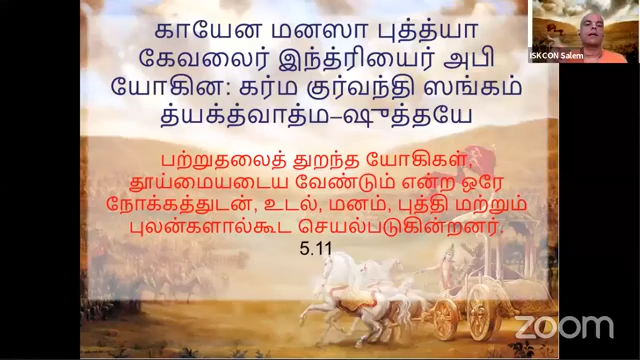 காயேன மனஸா புத்த்யா
கேவலைர் இந்த்ரியைர் அபி
யோகின: கர்ம குர்வந்தி ஸங்கம்
த்யக்த்வாத்ம–ஷுத்தயே
பற்றுதலைத் துறந்த யோகிகள்,
தூய்மையடைய வேண்டும் என்ற ஒரே
நோக்கத்துடன், உடல், மனம், புத்தி மற்றும்
புலன்களால்கூட செயல்படுகின்றனர்.
5.11
ISKCON Salem
zoom